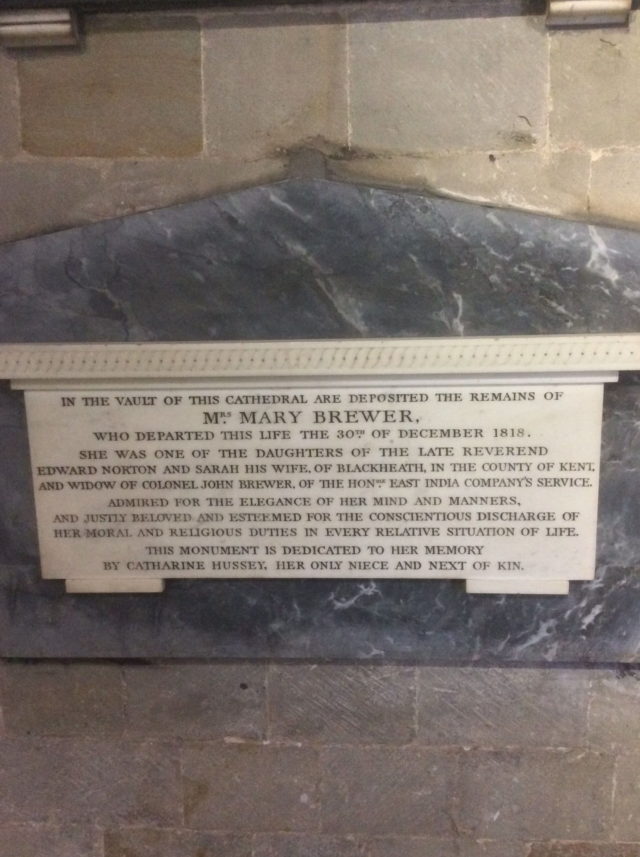 IN THE VAULT OF THIS CATHEDRAL ARE DEPOSITED THE REMAINS OF
MRS MARY BREWER,
WHO DEPARTED THIS LIFE THE 30TH OF DECEMBER 1818.
SHE WAS ONE OF THE DAUGHTERS OF THE LATE REVEREND
EDWARD NORTON AND SARAH HIS WIFE, OF BLACKHEATH, IN THE COUNTY OF KENT,
AND WIDOW OF COLONEL JOHN BREWER, OF THE HONBLE EAST INDIA COMPANY'S SERVICE.
ADMIRED FOR THE ELEGANCE OF HER MIND AND MANNERS,
AND JUSTLY BELOVED AND ESTEEMED FOR THE CONSCIENTIOUS DISCHARGE OF
HER MORAL AND RELIGIOUS DUTIES IN EVERY RELATIVE SITUATION OF LIFE.
THIS MONUMENT IS DEDICATED TO HER MEMORY
BY CATHARINE HUSSEY, HER ONLY NIECE AND NEXT OF KIN.